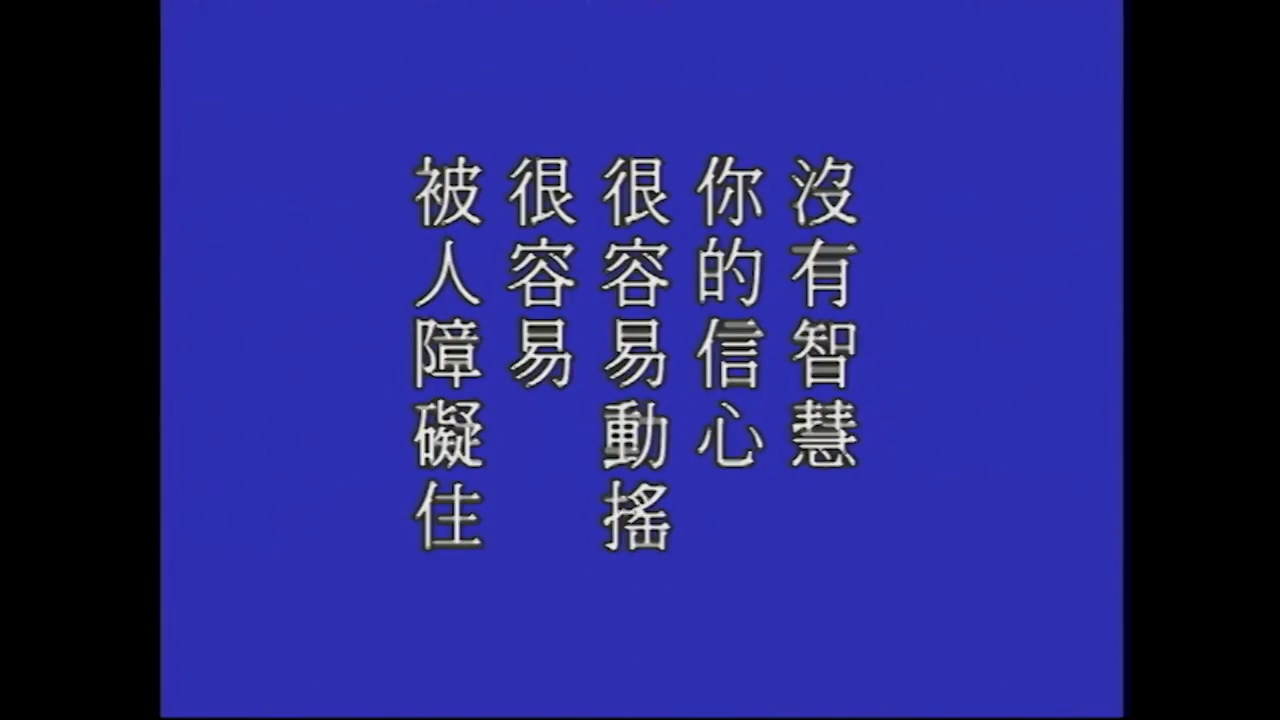 沒有智慧
你的信心
很容易動搖
很容易
被人障礙住